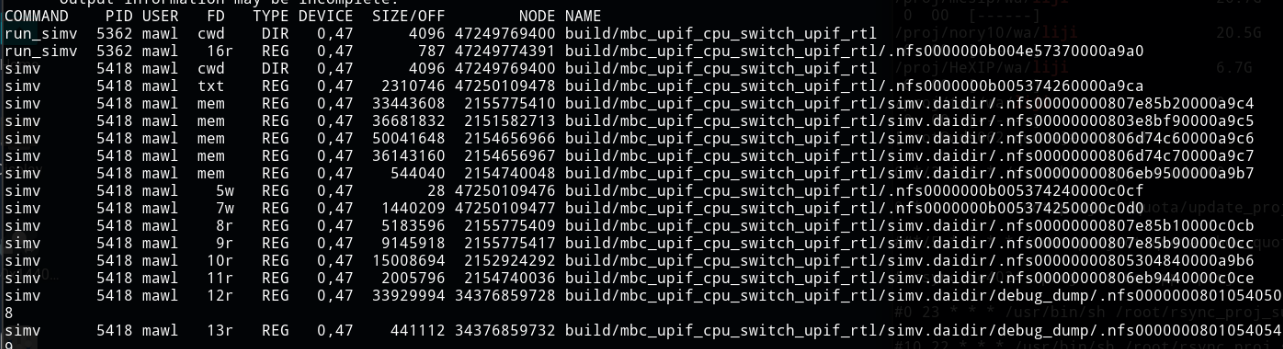 output information may be incomplete.
COMMAND PID USER FD TYPE DEVICE SIZE/OFF NODE NAME
run_simv 5362 mawl cwd DIR 0,47 4096 47249769400 build/mbc_upif_cpu_switch_upif_rtl
run_simv 5362 mawl 16r REG 0,47 787 47249774391 build/mbc_upif_cpu_switch_upif_rtl/.nfs0000000b004e57370000a9a0
simv 5418 mawl cwd DIR 0,47 4096 47249769400 build/mbc_upif_cpu_switch_upif_rtl
simv 5418 mawl txt REG 0,47 2310746 47250109478 build/mbc_upif_cpu_switch_upif_rtl/.nfs0000000b005374260000a9ca
simv 5418 mawl mem REG 0,47 33443608 2155775410 build/mbc_upif_cpu_switch_upif_rtl/simv.daidir/.nfs00000000807e85b20000a9c4
simv 5418 mawl mem REG 0,47 36681832 2151582713 build/mbc_upif_cpu_switch_upif_rtl/simv.daidir/.nfs00000000803e8bf90000a9c5
simv 5418 mawl mem REG 0,47 50041648 2154656966 build/mbc_upif_cpu_switch_upif_rtl/simv.daidir/.nfs00000000806d74c60000a9c6
simv 5418 mawl mem REG 0,47 36143160 2154656967 build/mbc_upif_cpu_switch_upif_rtl/simv.daidir/.nfs00000000806d74c70000a9c7
simv 5418 mawl mem REG 0,47 544040 2154740048 build/mbc_upif_cpu_switch_upif_rtl/simv.daidir/.nfs00000000806eb9500000a9b7
simv 5418 mawl 5w REG 0,47 28 47250109476 build/mbc_upif_cpu_switch_upif_rtl/.nfs0000000b005374240000c0cf
simv 5418 mawl 7w REG 0,47 1440209 47250109477 build/mbc_upif_cpu_switch_upif_rtl/.nfs0000000b005374250000c0d0
simv 5418 mawl 8r REG 0,47 5183596 2155775409 build/mbc_upif_cpu_switch_upif_rtl/simv.daidir/.nfs00000000807e85b10000c0cb
simv 5418 mawl 9r REG 0,47 9145918 2155775417 build/mbc_upif_cpu_switch_upif_rtl/simv.daidir/.nfs00000000807e85b90000c0cc
simv 5418 mawl 10r REG 0,47 15008694 2152924292 build/mbc_upif_cpu_switch_upif_rtl/simv.daidir/.nfs00000000805304840000a9b6
simv 5418 mawl 11r REG 0,47 2005796 2154740036 build/mbc_upif_cpu_switch_upif_rtl/simv.daidir/.nfs00000000806eb9440000c0ce
simv 5418 mawl 12r REG 0,47 33929994 34376859728 build/mbc_upif_cpu_switch_upif_rtl/simv.daidir/debug_dump/.nfs0000000801054050
8
simv 5418 mawl 13r REG 0,47 441112 34376859732 build/mbc_upif_cpu_switch_upif_rtl/simv.daidir/debug_dump/.nfs0000000801054054
9